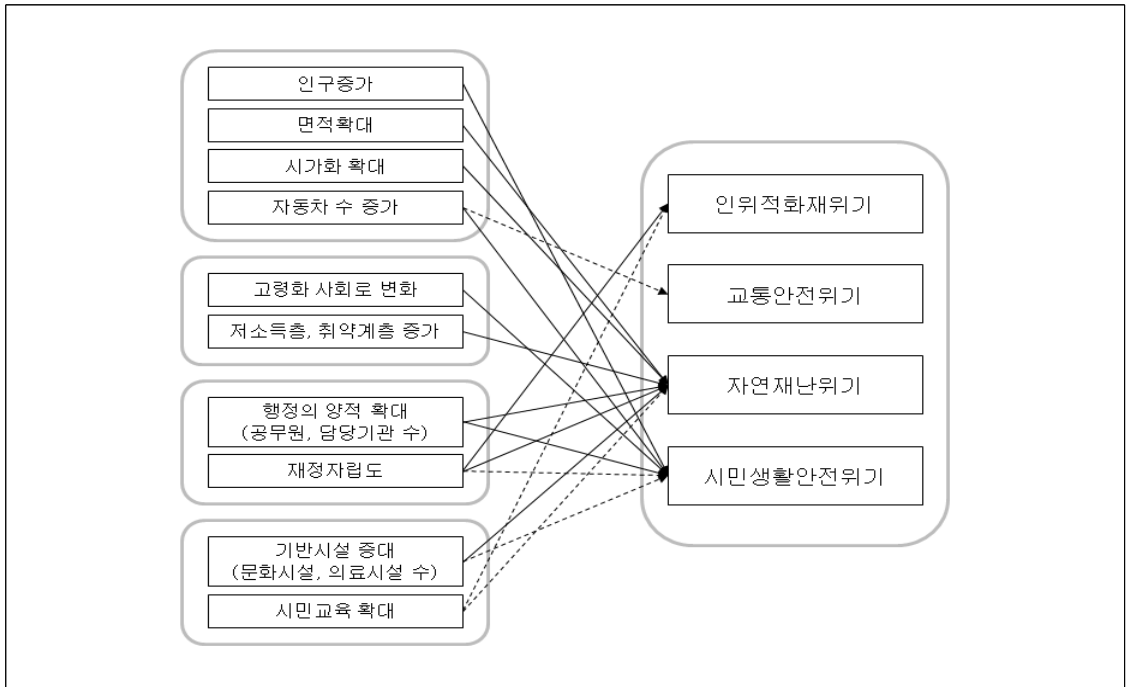 인구증가
면적확대
시가화 확대
자동차 수 증가
고령화 사회로 변화
저소득층, 취약계층 증가
행정의 양적 확대
(공무원, 담당기관 수)
재정자립도
기반시설 증대
(문화시설, 의료시설 수)
시민교육 확대
인위적화재위기
교통안전위기
자연재난위기
시민생활안전위기